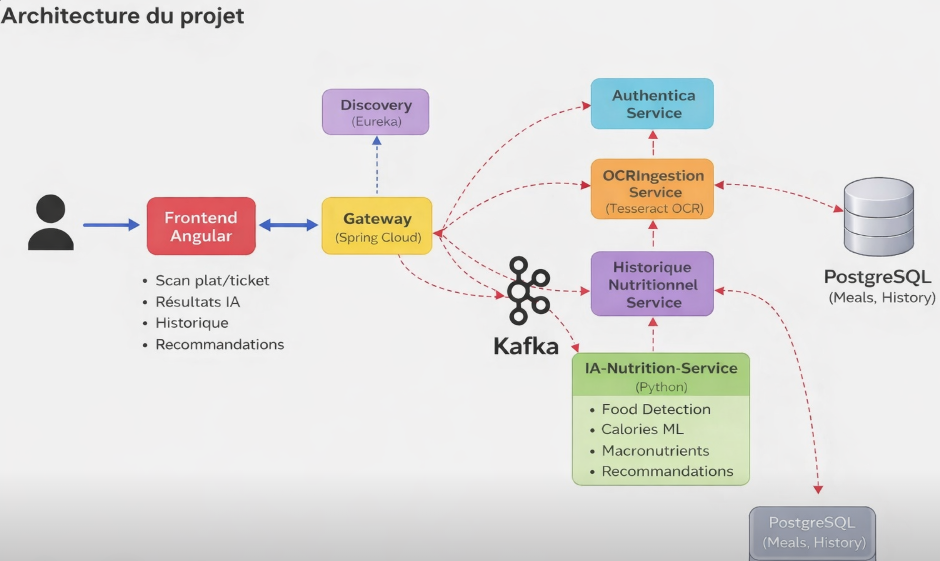 Architecture du projet
Discovery
(Eureka)
Authentica
Service
OCRIngestion
Service
(Tesseract OCR)
Frontend
Angular
Gateway
(Spring Cloud)
Historique
Nutritionnel
Service
PostgreSQL
(Meals, History)
• Scan plat/ticket
• Résultats IA
• Historique
• Recommandations
Kafka
IA-Nutrition-Service
(Python)
• Food Detection
• Calories ML
• Macronutrients
• Recommandations
PostgreSQL
(Meals, History)